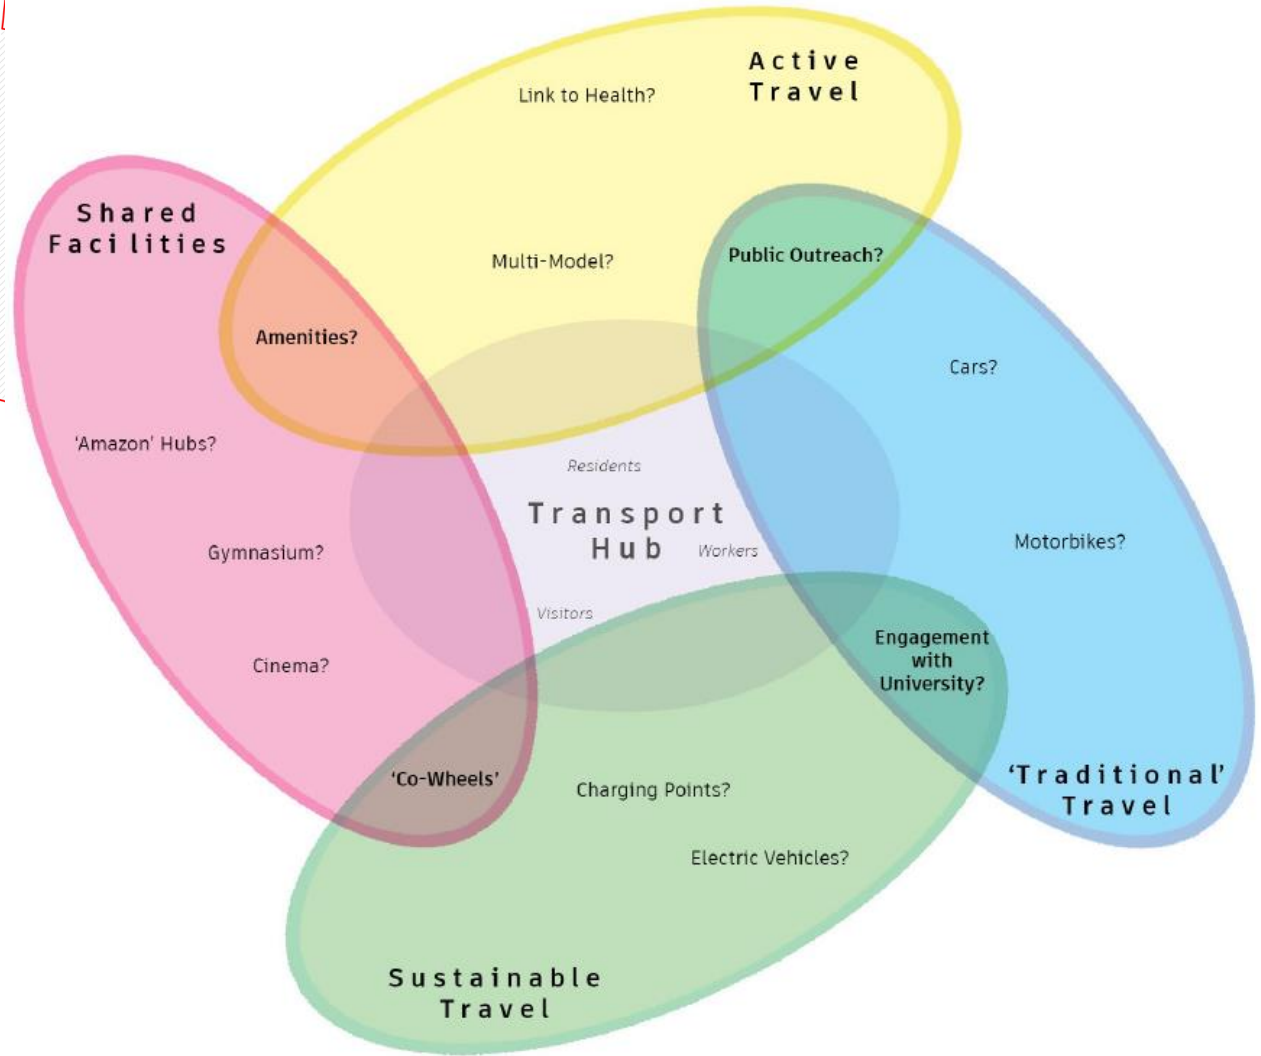 Active
Travel
Link to Health?
Shared
Facilities
Multi-Model?
Public Outreach?
Amenities?
Cars?
'Amazon' Hubs?
Residents
Transport
Hub
Workers
Gymnasium?
Motorbikes?
Visitors
Engagement
with
University?
Cinema?
'Co-Wheels'
Charging Points?
'Traditional'
Travel
Electric Vehicles?
Sustainable
Travel